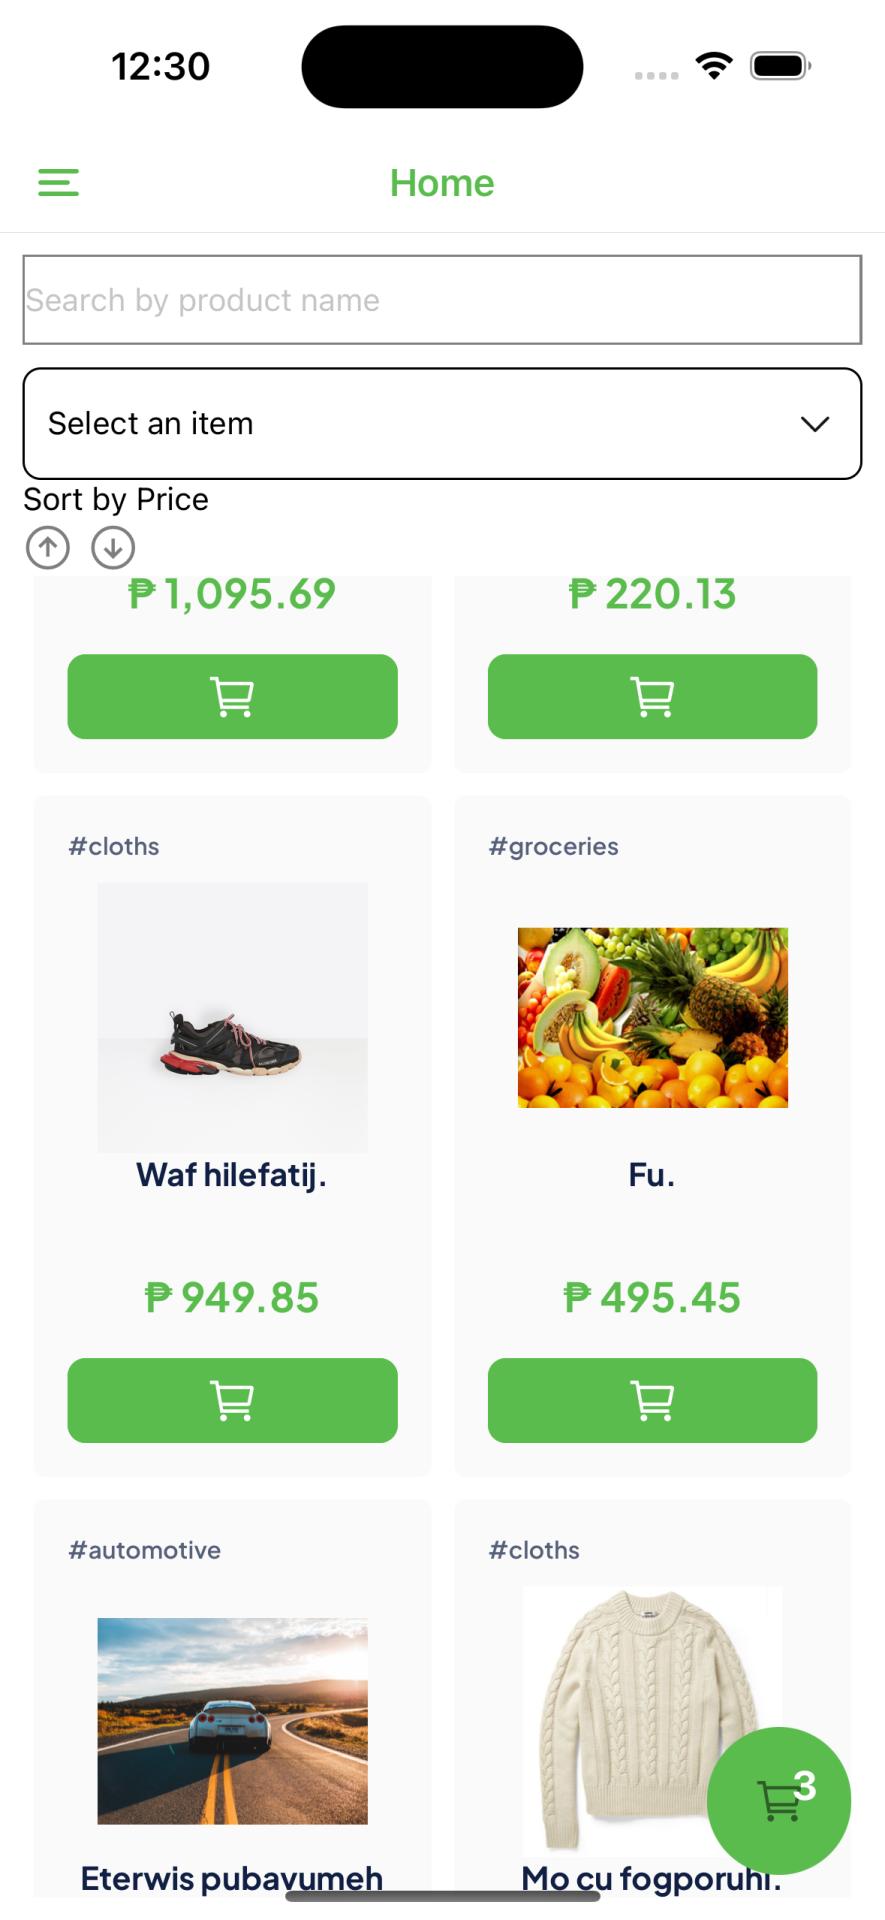 12:30
Home
Search by product name
Select an item
Sort by Price
₱ 1,095.69
₱ 220.13
#cloths
#groceries
Waf hilefatij.
Fu.
₱ 949.85
₱ 495.45
#automotive
#cloths
3
Eterwis pubavumeh
Mo cu fogporuhi.